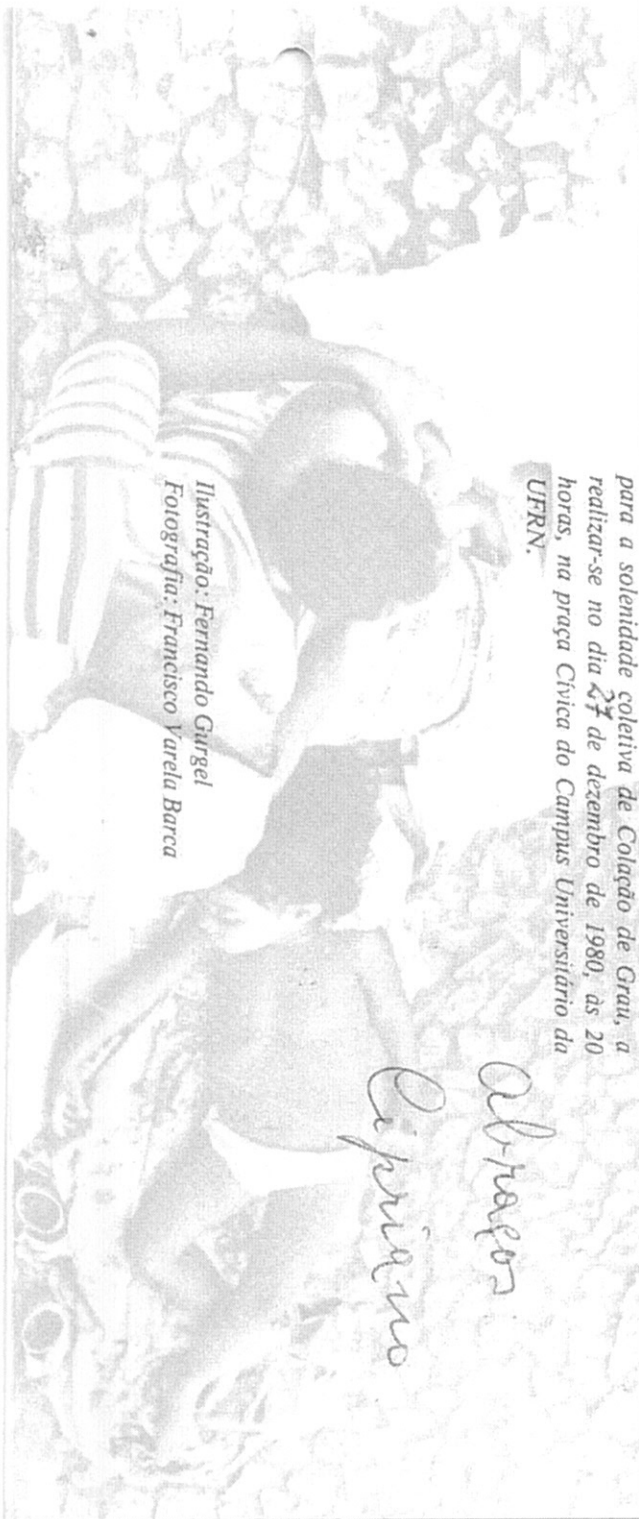 para a solenidade coletiva de Colação de Grau, a
realizar-se no dia 27 de dezembro de 1980, às 20
horas, na praça Cívica do Campus Universitário da
UFRN.
Abraços
Cipriano
Ilustração: Fernando Gurgel
Fotografia: Francisco Varela Barca